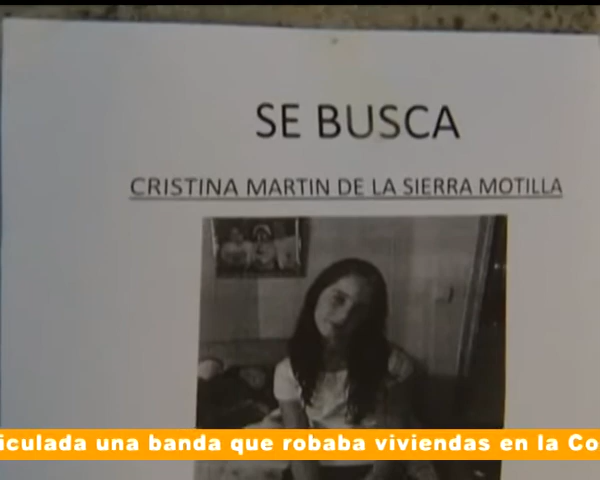 SE BUSCA
CRISTINA MARTIN DE LA SIERRA MOTILLA
una banda que robaba viviendas en la